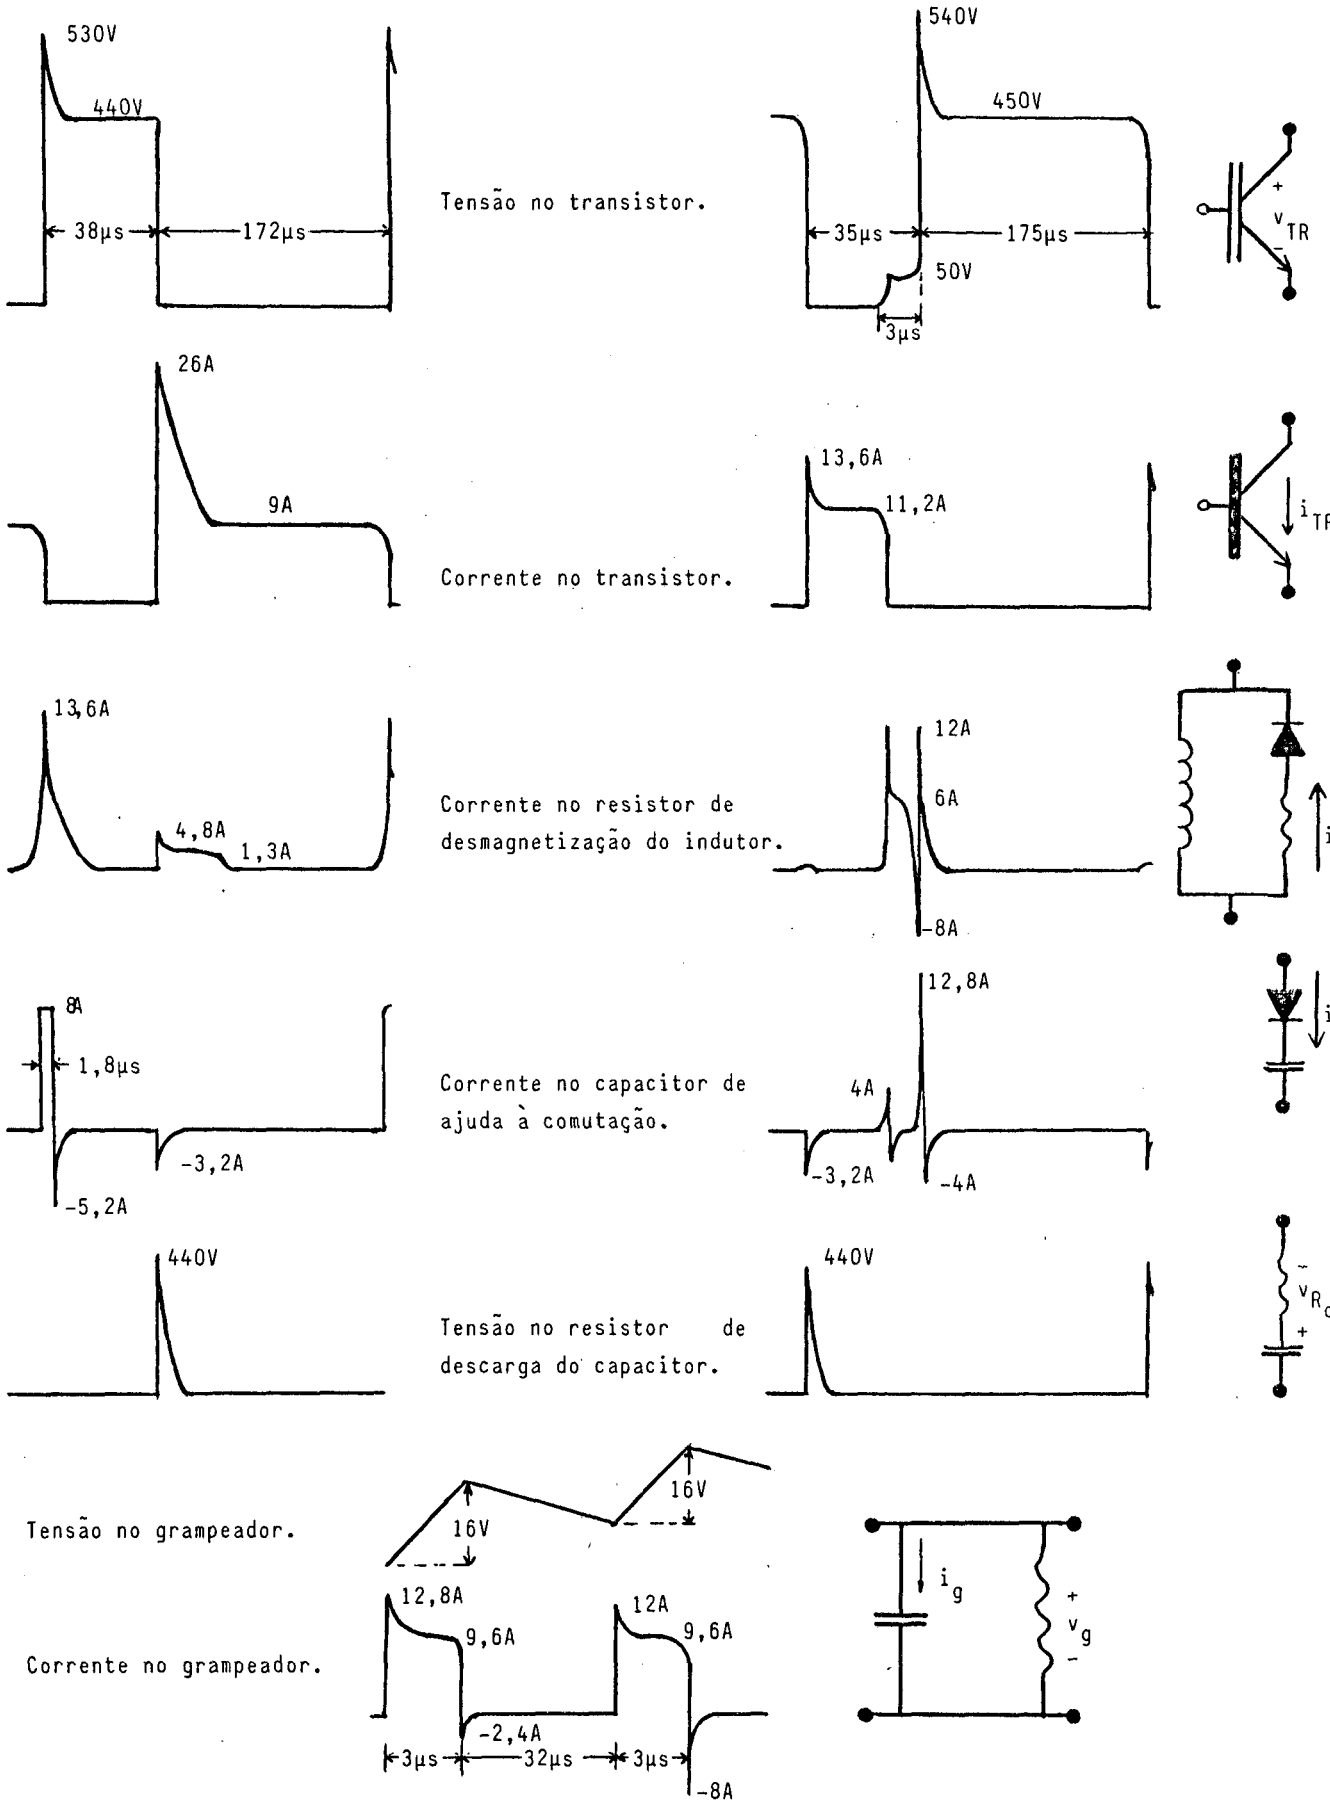 530V
440V
38μs
172μs
Tensão no transistor.
540V
450V
35μs
175μs
50V
3μs
+
v TR
-
26A
9A
Corrente no transistor.
13,6A
11,2A
i TR
13,6A
4,8A
1,3A
Corrente no resistor de
desmagnetização do indutor.
12A
6A
-8A
i
8A
1,8μs
-3,2A
-5,2A
Corrente no capacitor de
ajuda à comutação.
12,8A
4A
-3,2A
-4A
i
440V
Tensão no resistor de
descarga do capacitor.
440V
-
v R
+
Tensão no grampeador.
16V
16V
Corrente no grampeador.
12,8A
9,6A
-2,4A
12A
9,6A
-8A
3μs
32μs
3μs
i g
+
v g
-